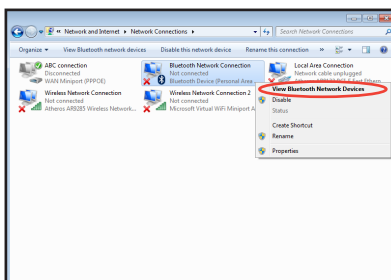 Network and Internet ▸ Network Connections ▸
Search Network Connections
Organize ▾ View Bluetooth network devices Disable this network device Rename this connection »
ABC connection
Disconnected
WAN Miniport (PPPOE)
Bluetooth Network Connection
Not connected
Bluetooth Device (Personal Area...
Local Area Connection
Network cable unplugged
Wireless Network Connection
Not connected
Atheros AR9285 Wireless Network...
Wireless Network Connection 2
Not connected
Microsoft Virtual WiFi Miniport A
View Bluetooth Network Devices
Disable
Status
Create Shortcut
Rename
Properties